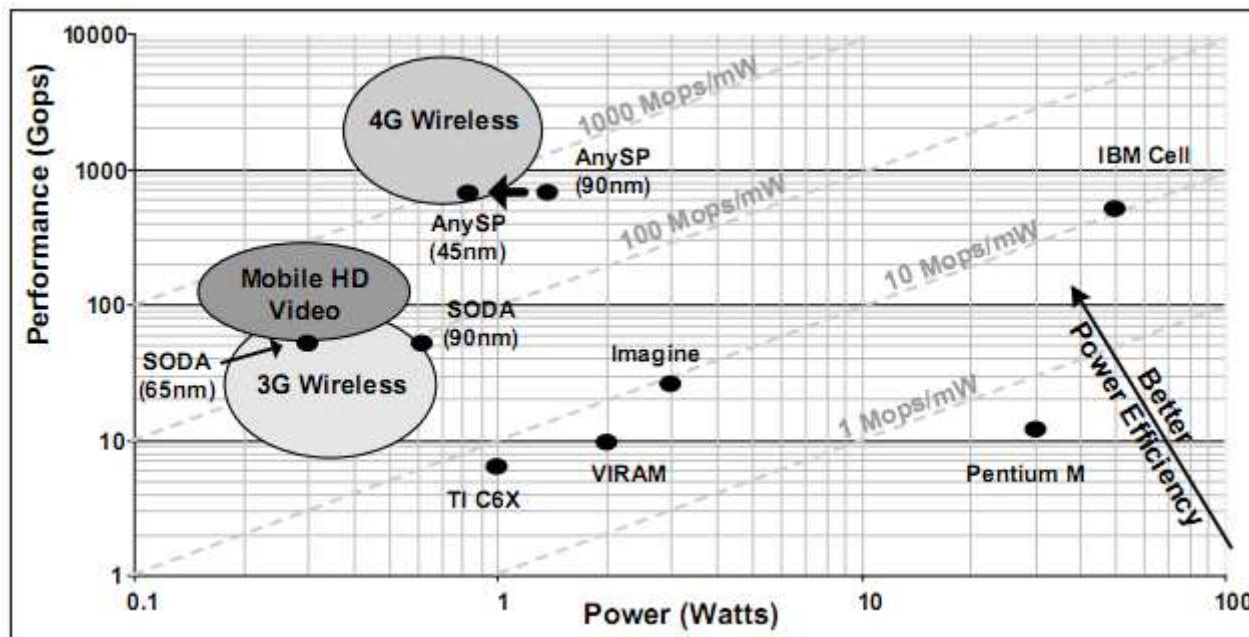 10000
1000
100
10
1
Performance (Gops)
0.1
1
10
100
Power (Watts)
4G Wireless
1000 Mops/mW
AnySP
(90nm)
IBM Cell
AnySP
(45nm)
100 Mops/mW
10 Mops/mW
Mobile HD
Video
SODA
(90nm)
SODA
(65nm)
3G Wireless
Imagine
1 Mops/mW
Better
Power Efficiency
TI C6X
VIRAM
Pentium M